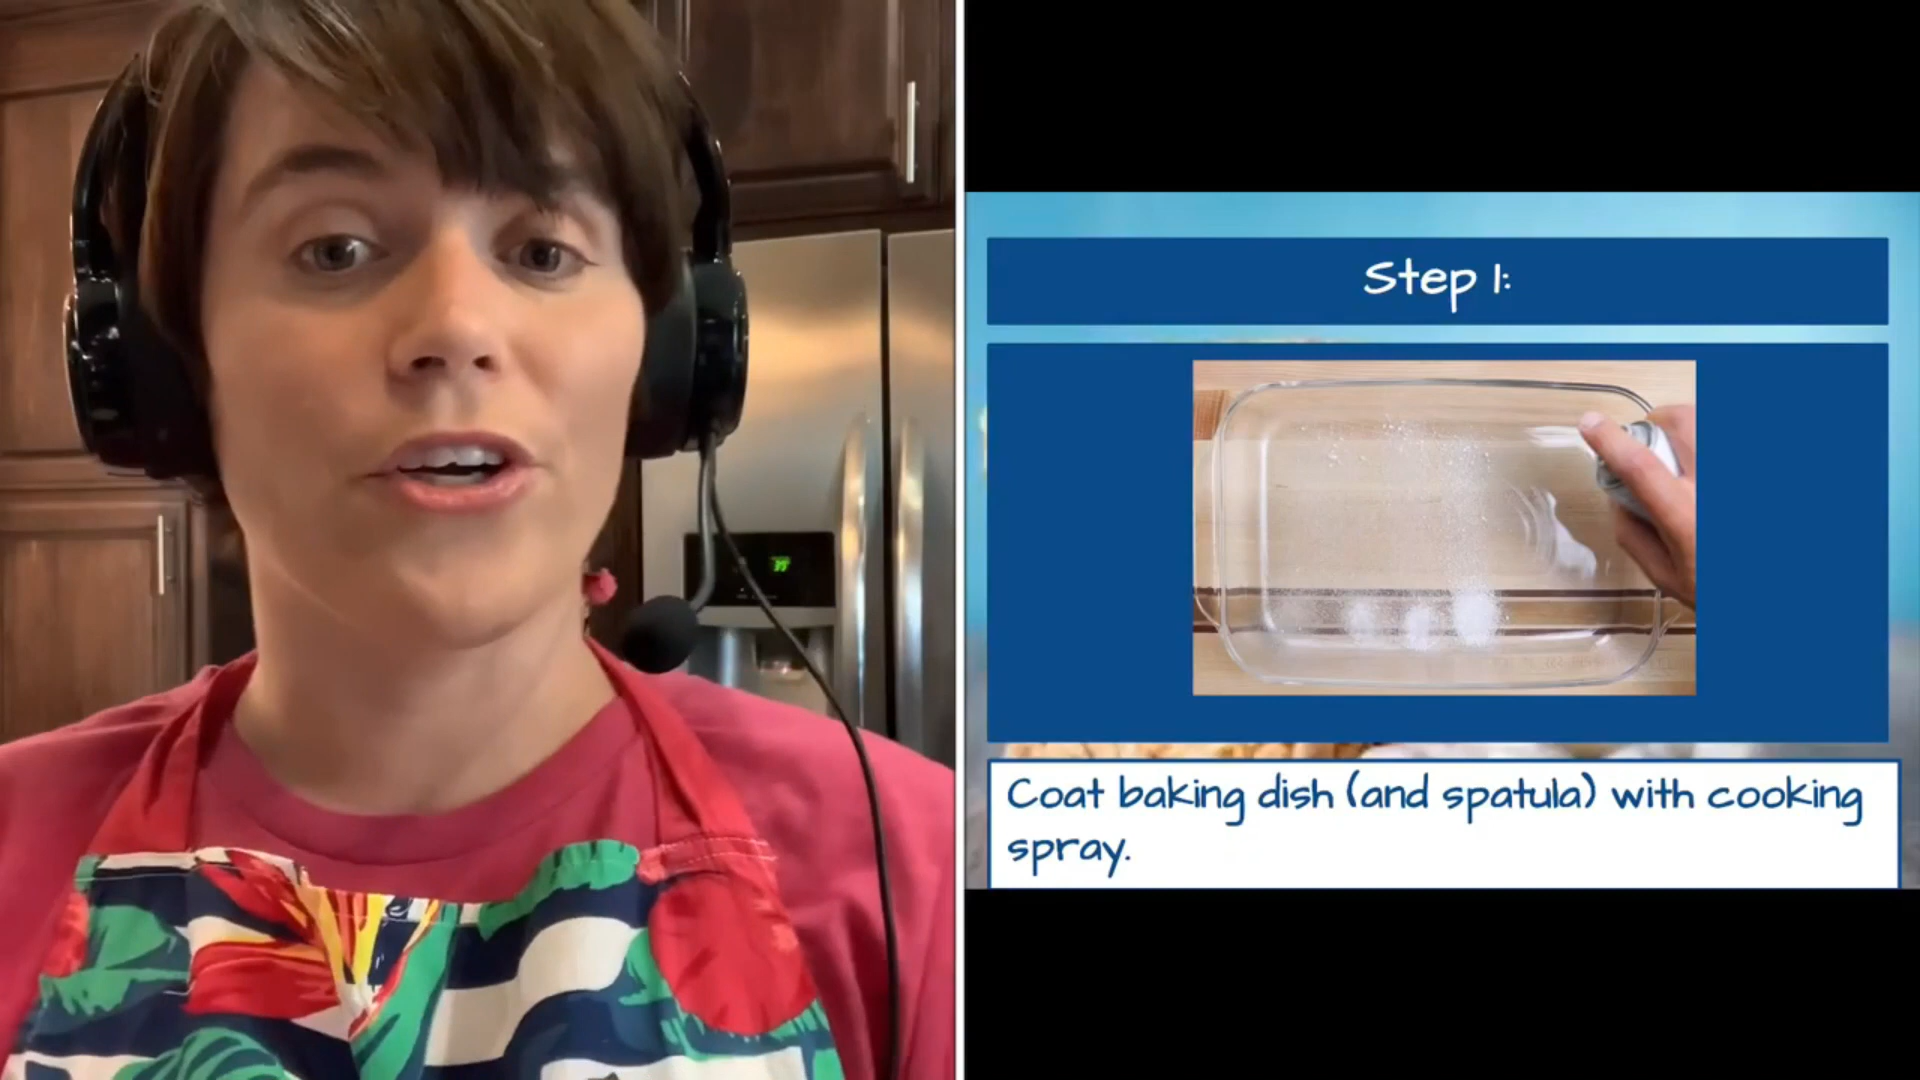 Step 1:
Coat baking dish (and spatula) with cooking
spray.